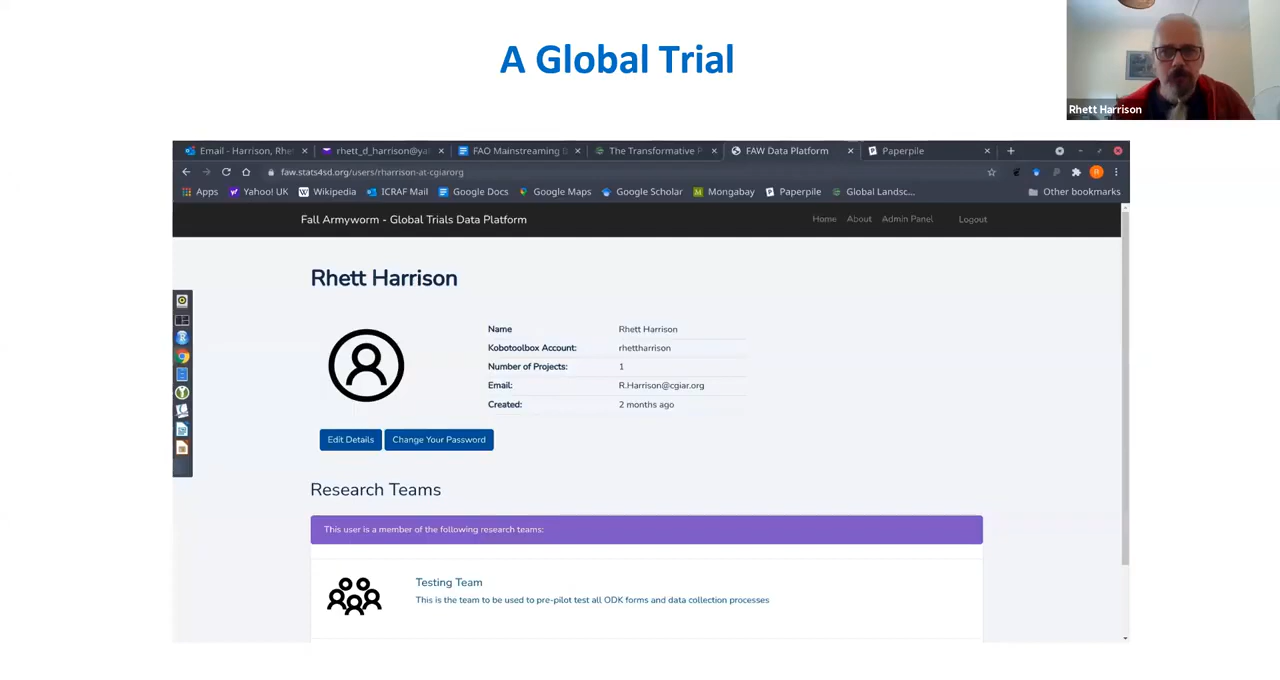 A Global Trial
Rhett Harrison
Email - Harrison, Rhe
rhett_d_harrison@ya
FAO Mainstreaming
The Transformative P
FAW Data Platform
Paperpile
faw.stats4sd.org/users/rharrison-at-cgiarorg
Apps
Yahoo! UK
Wikipedia
ICRAF Mail
Google Docs
Google Maps
Google Scholar
Mongabay
Paperpile
Global Landsc...
Other bookmarks
Fall Armyworm - Global Trials Data Platform
Home
About
Admin Panel
Logout
Rhett Harrison
Name Rhett Harrison
Kobotoolbox Account: rhettharrison
Number of Projects: 1
Email: R.Harrison@cgiar.org
Created: 2 months ago
Edit Details
Change Your Password
Research Teams
This user is a member of the following research teams:
Testing Team
This is the team to be used to pre-pilot test all ODK forms and data collection processes